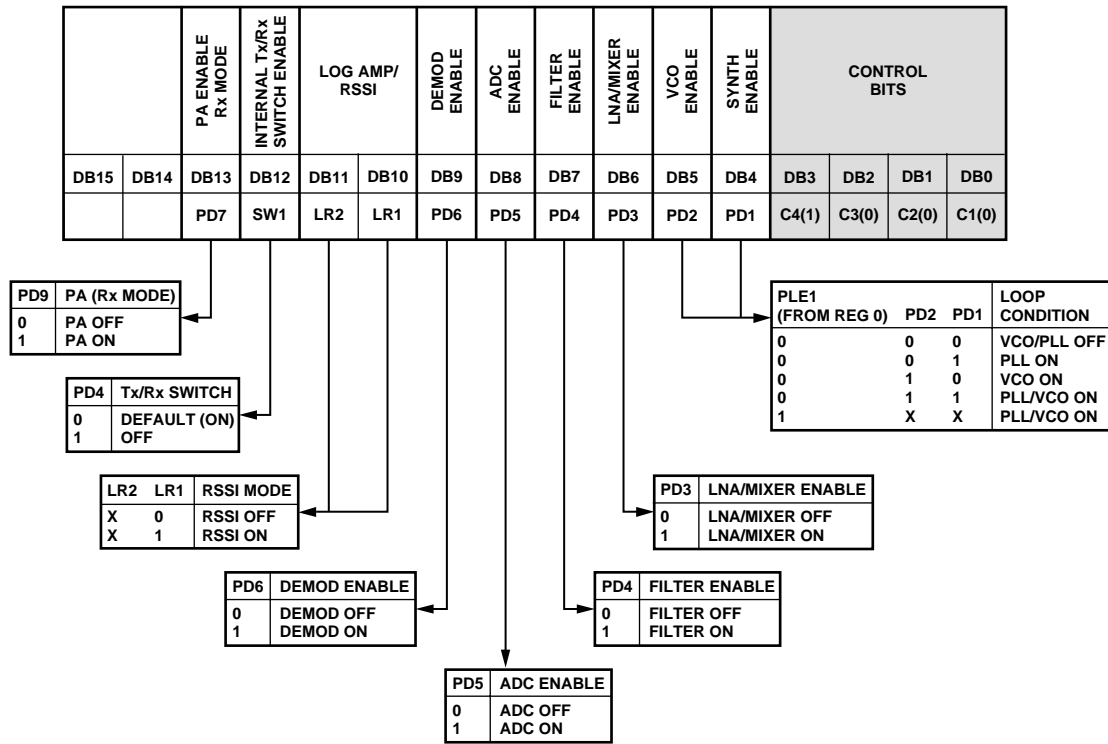 PA ENABLE
Rx MODE
INTERNAL Tx/Rx
SWITCH ENABLE
LOG AMP/
RSSI
DEMOD
ENABLE
ADC
ENABLE
FILTER
ENABLE
LNA/MIXER
ENABLE
VCO
ENABLE
SYNTH
ENABLE
CONTROL
BITS
DB15 DB14 DB13 DB12 DB11 DB10 DB9 DB8 DB7 DB6 DB5 DB4 DB3 DB2 DB1 DB0
PD7 SW1 LR2 LR1 PD6 PD5 PD4 PD3 PD2 PD1 C4(1) C3(0) C2(0) C1(0)
PD9 PA (Rx MODE)
0 PA OFF
1 PA ON
PLE1
(FROM REG 0) PD2 PD1 LOOP
CONDITION
0 0 0 VCO/PLL OFF
0 0 1 PLL ON
0 1 0 VCO ON
0 1 1 PLL/VCO ON
1 X X PLL/VCO ON
PD4 Tx/Rx SWITCH
0 DEFAULT (ON)
1 OFF
LR2 LR1 RSSI MODE
X 0 RSSI OFF
X 1 RSSI ON
PD3 LNA/MIXER ENABLE
0 LNA/MIXER OFF
1 LNA/MIXER ON
PD6 DEMOD ENABLE
0 DEMOD OFF
1 DEMOD ON
PD4 FILTER ENABLE
0 FILTER OFF
1 FILTER ON
PD5 ADC ENABLE
0 ADC OFF
1 ADC ON